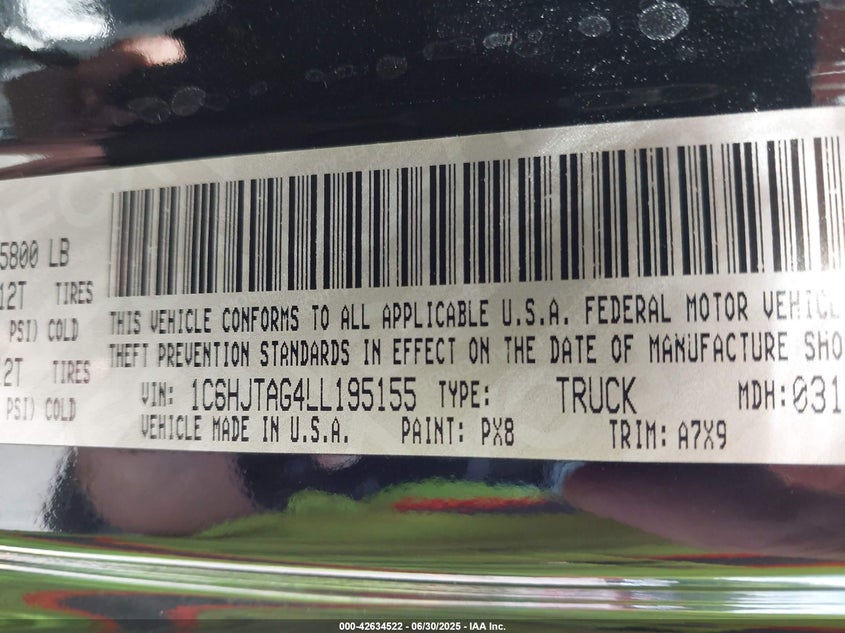 5800 LB
12T TIRES
PSI) COLD
12T TIRES
PSI) COLD
THIS VEHICLE CONFORMS TO ALL APPLICABLE U.S.A. FEDERAL MOTOR VEHICL
THEFT PREVENTION STANDARDS IN EFFECT ON THE DATE OF MANUFACTURE SHO
VIN: 1C6HJTAG4LL195155 TYPE: TRUCK MDH:031
VEHICLE MADE IN U.S.A. PAINT: PX8 TRIM: A7X9
000-42634522 - 06/30/2025 - IAA Inc.